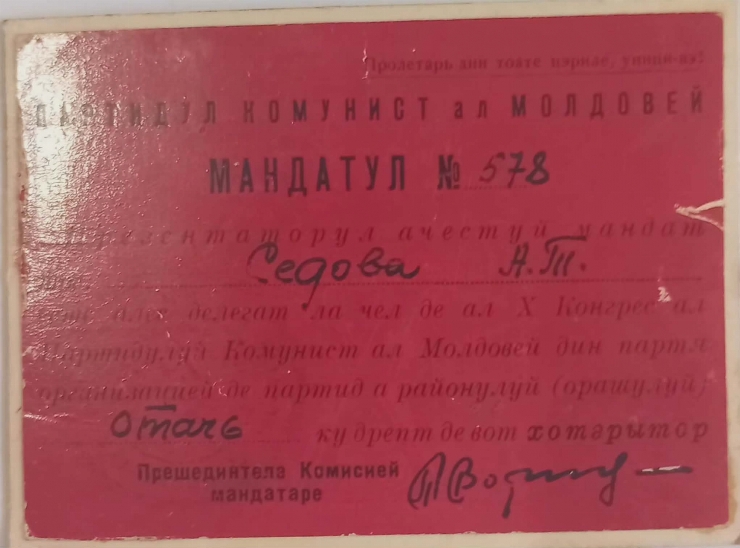 Пролетарь дин тоате цэриле, униць-вэ!
ПАРТИДУЛ КОМУНИСТ ал МОЛДОВЕЙ
МАНДАТУЛ № 578
Презентаторул ачестуй мандат
Седова А.Т.
есте алес делегат ла чел де ал X Конгрес ал
Партидулуй Комунист ал Молдовей дин партя
организацией де партид а районулуй (орашулуй)
Отачь ку дрепт де вот хотэрытор
Прешединтеле Комисией
мандатаре